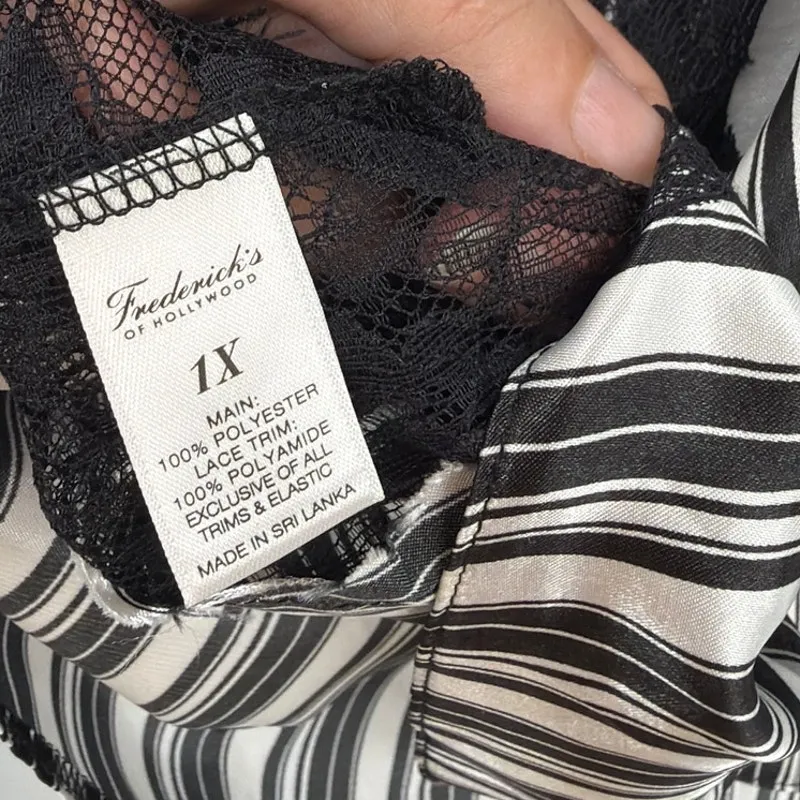 Frederick's
OF HOLLYWOOD
1X
MAIN:
100% POLYESTER
LACE TRIM:
100% POLYAMIDE
EXCLUSIVE OF ALL
TRIMS & ELASTIC
MADE IN SRI LANKA